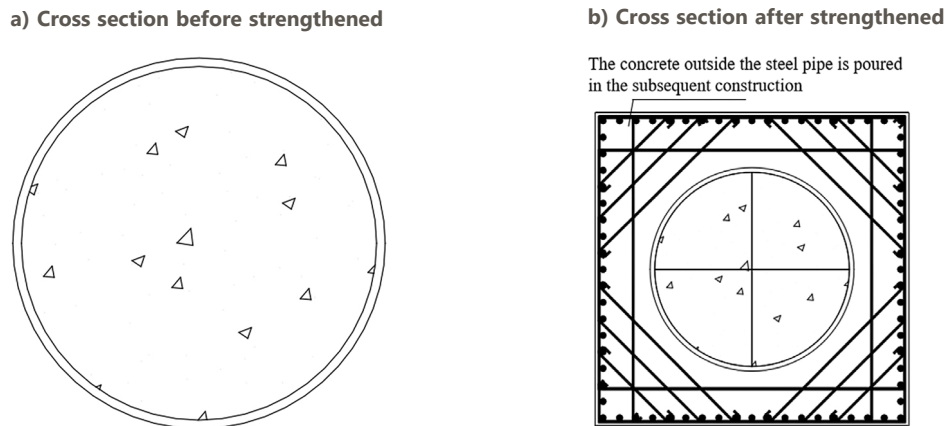 a) Cross section before strengthened
b) Cross section after strengthened
The concrete outside the steel pipe is poured
in the subsequent construction